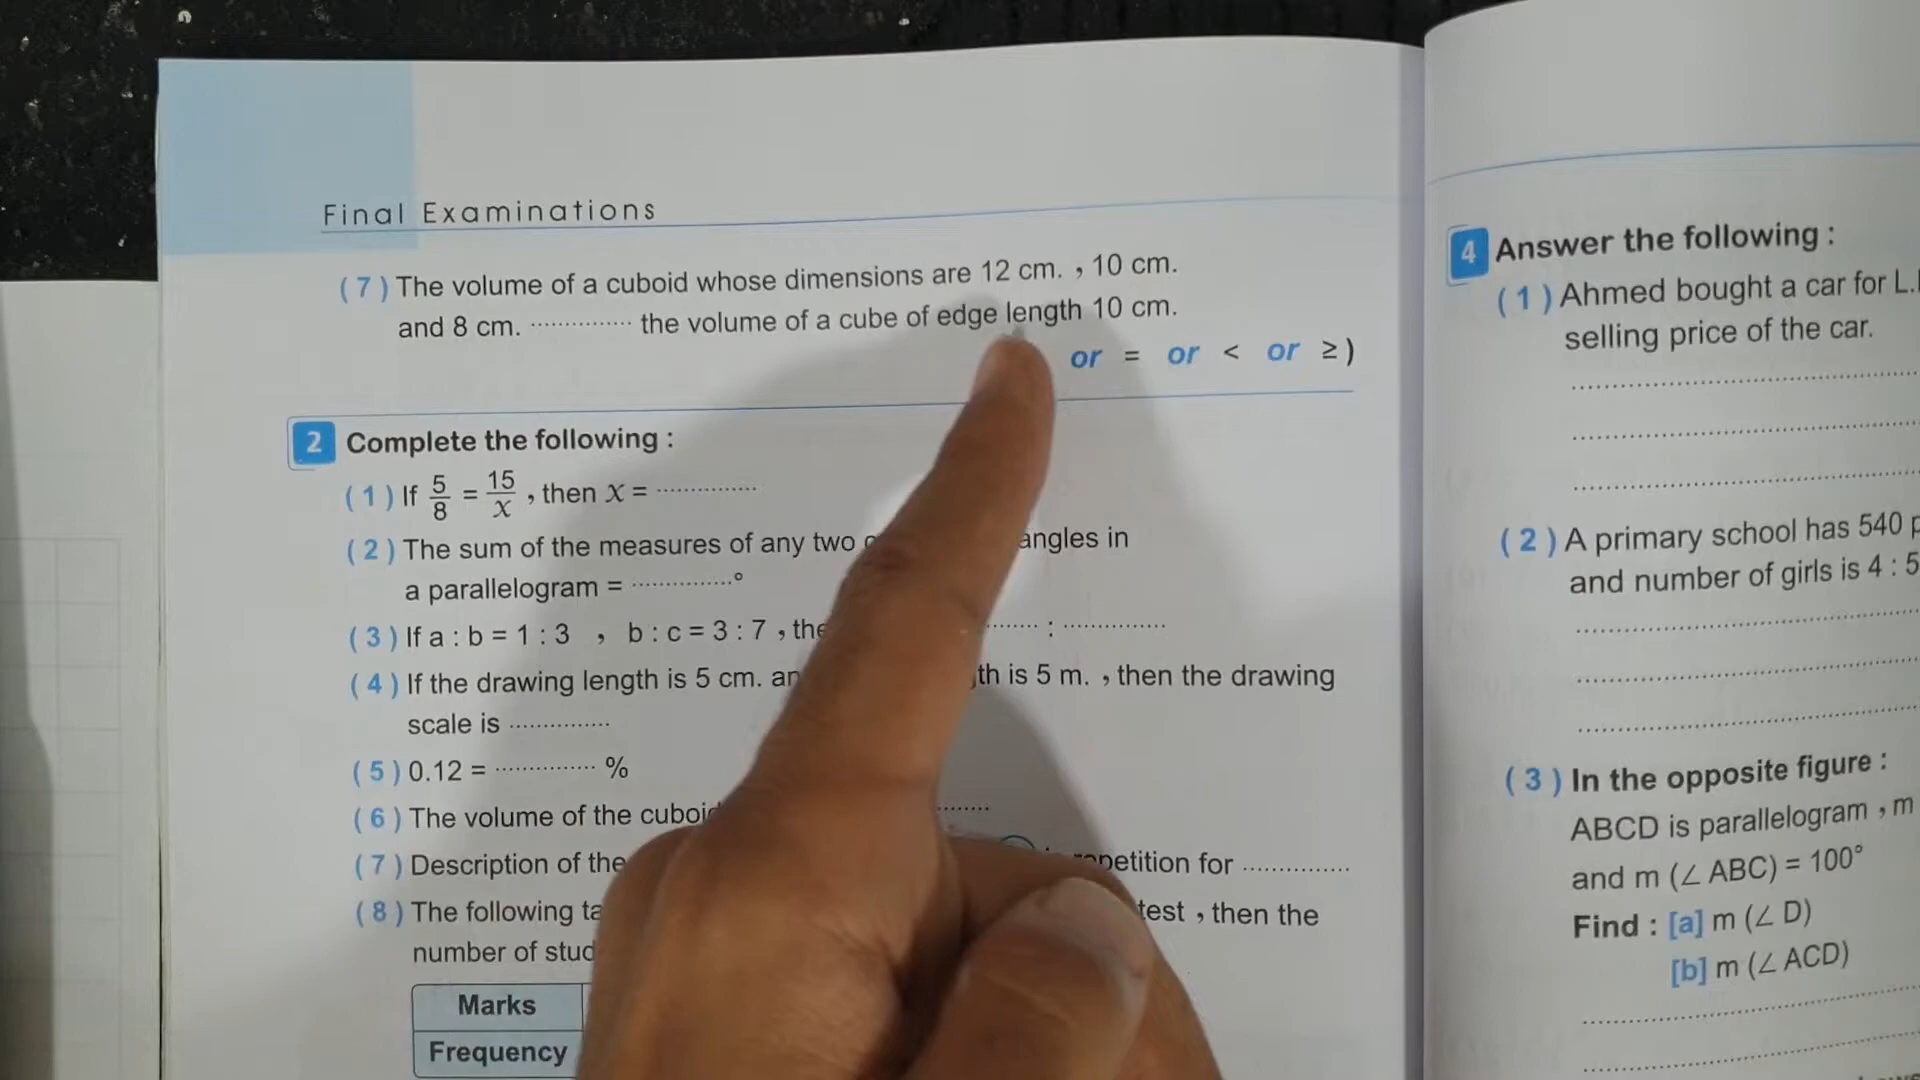 Final Examinations
(7) The volume of a cuboid whose dimensions are 12 cm. , 10 cm.
and 8 cm. ............... the volume of a cube of edge length 10 cm.
or = or < or ≥)
2 Complete the following :
(1) If 5/8 = 15/x , then x = ...............
(2) The sum of the measures of any two angles in
a parallelogram = ...............°
(3) If a : b = 1 : 3 , b : c = 3 : 7 , ............... : ...............
(4) If the drawing length is 5 cm. is 5 m. , then the drawing
scale is ...............
(5) 0.12 = ............... %
(6) The volume of the ...............
(7) Description of the repetition for ...............
(8) The following test , then the
number of
Marks
Frequency
4 Answer the following :
(1) Ahmed bought a car for
selling price of the car.
(2) A primary school has 540
and number of girls is 4 : 5
(3) In the opposite figure :
ABCD is parallelogram , m
and m (∠ ABC) = 100°
Find : [a] m (∠ D)
[b] m (∠ ACD)